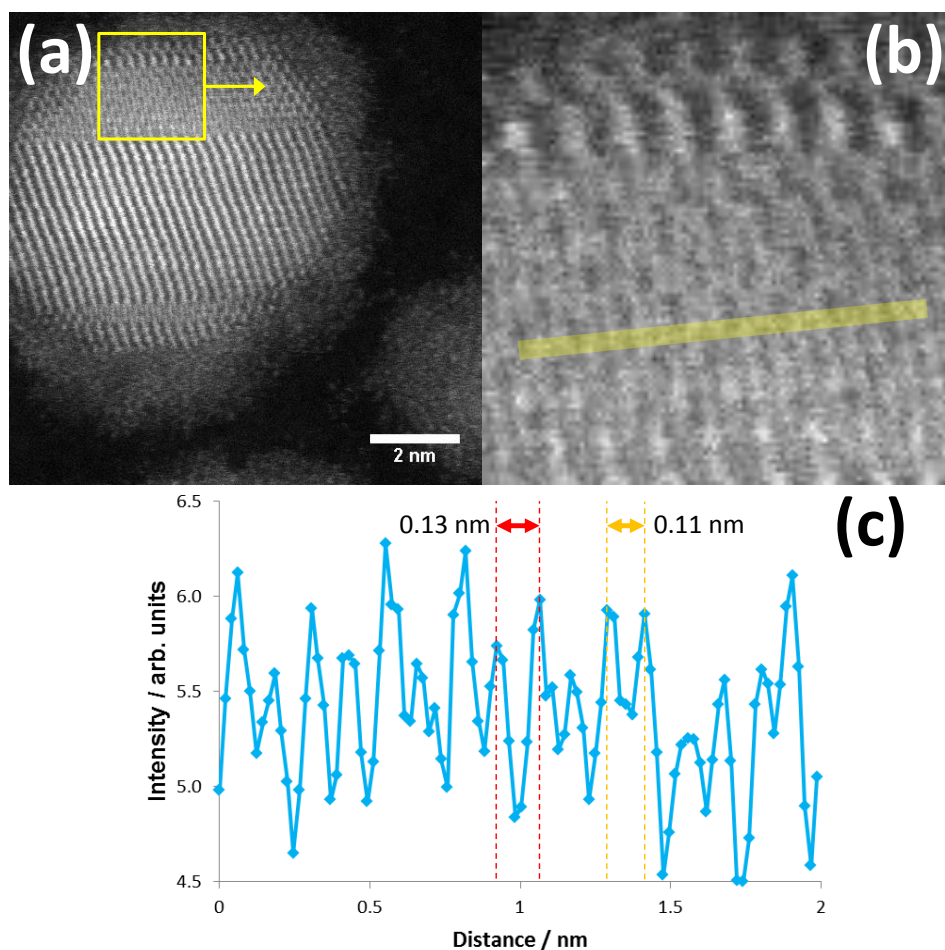 (a)
(b)
2 nm
(c)
6.5
6.0
5.5
5.0
4.5
0.13 nm
0.11 nm
Intensity / arb. units
0
0.5
1
1.5
2
Distance / nm